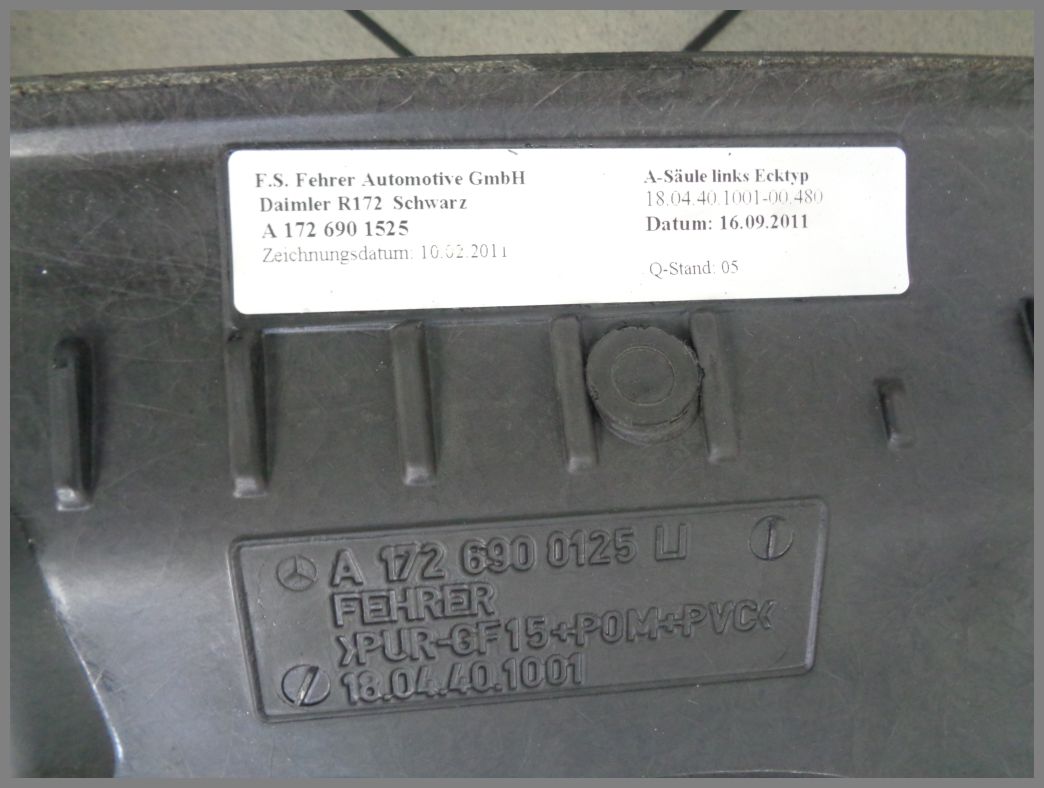 F.S. Fehrer Automotive GmbH
Daimler R172 Schwarz
A 172 690 1525
Zeichnungsdatum: 10.02.2011
A-Säule links Ecktyp
18.04.40.1001-00.480
Datum: 16.09.2011
Q-Stand: 05
A 172 690 0125 LI
FEHRER
>PUR-GF15+POM+PVC<
18.04.40.1001